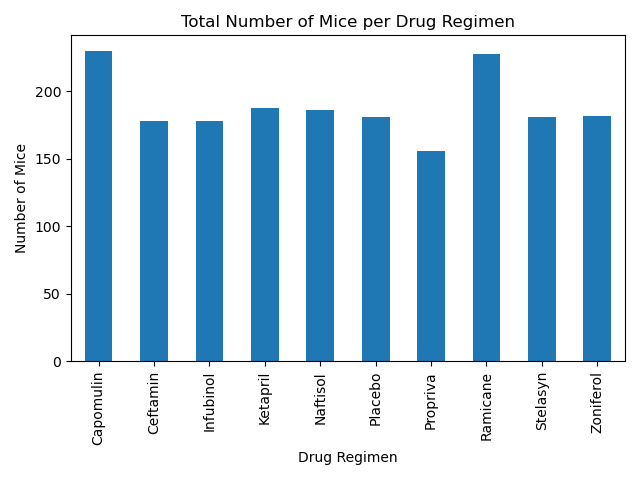 Total Number of Mice per Drug Regimen
Number of Mice
200
150
100
50
0
Capomulin
Ceftamin
Infubinol
Ketapril
Naftisol
Placebo
Propriva
Ramicane
Stelasyn
Zoniferol
Drug Regimen